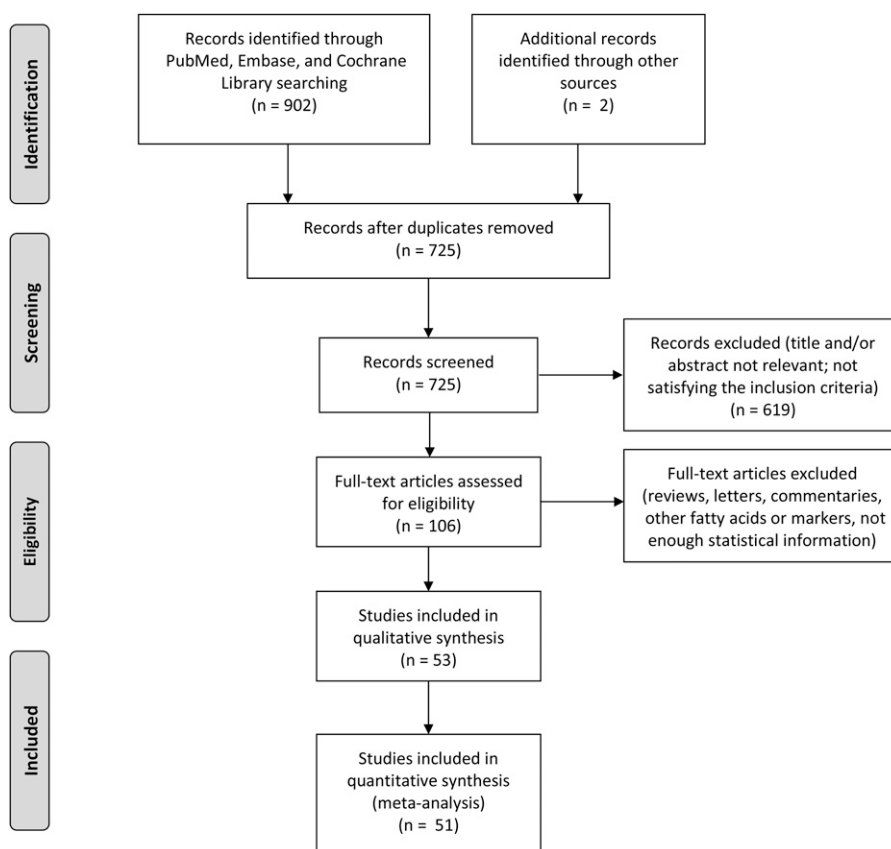 Identification
Records identified through
PubMed, Embase, and Cochrane
Library searching
(n = 902)
Additional records
identified through other
sources
(n = 2)
Records after duplicates removed
(n = 725)
Screening
Records screened
(n = 725)
Records excluded (title and/or
abstract not relevant; not
satisfying the inclusion criteria)
(n = 619)
Eligibility
Full-text articles assessed
for eligibility
(n = 106)
Full-text articles excluded
(reviews, letters, commentaries,
other fatty acids or markers, not
enough statistical information)
Studies included in
qualitative synthesis
(n = 53)
Included
Studies included in
quantitative synthesis
(meta-analysis)
(n = 51)